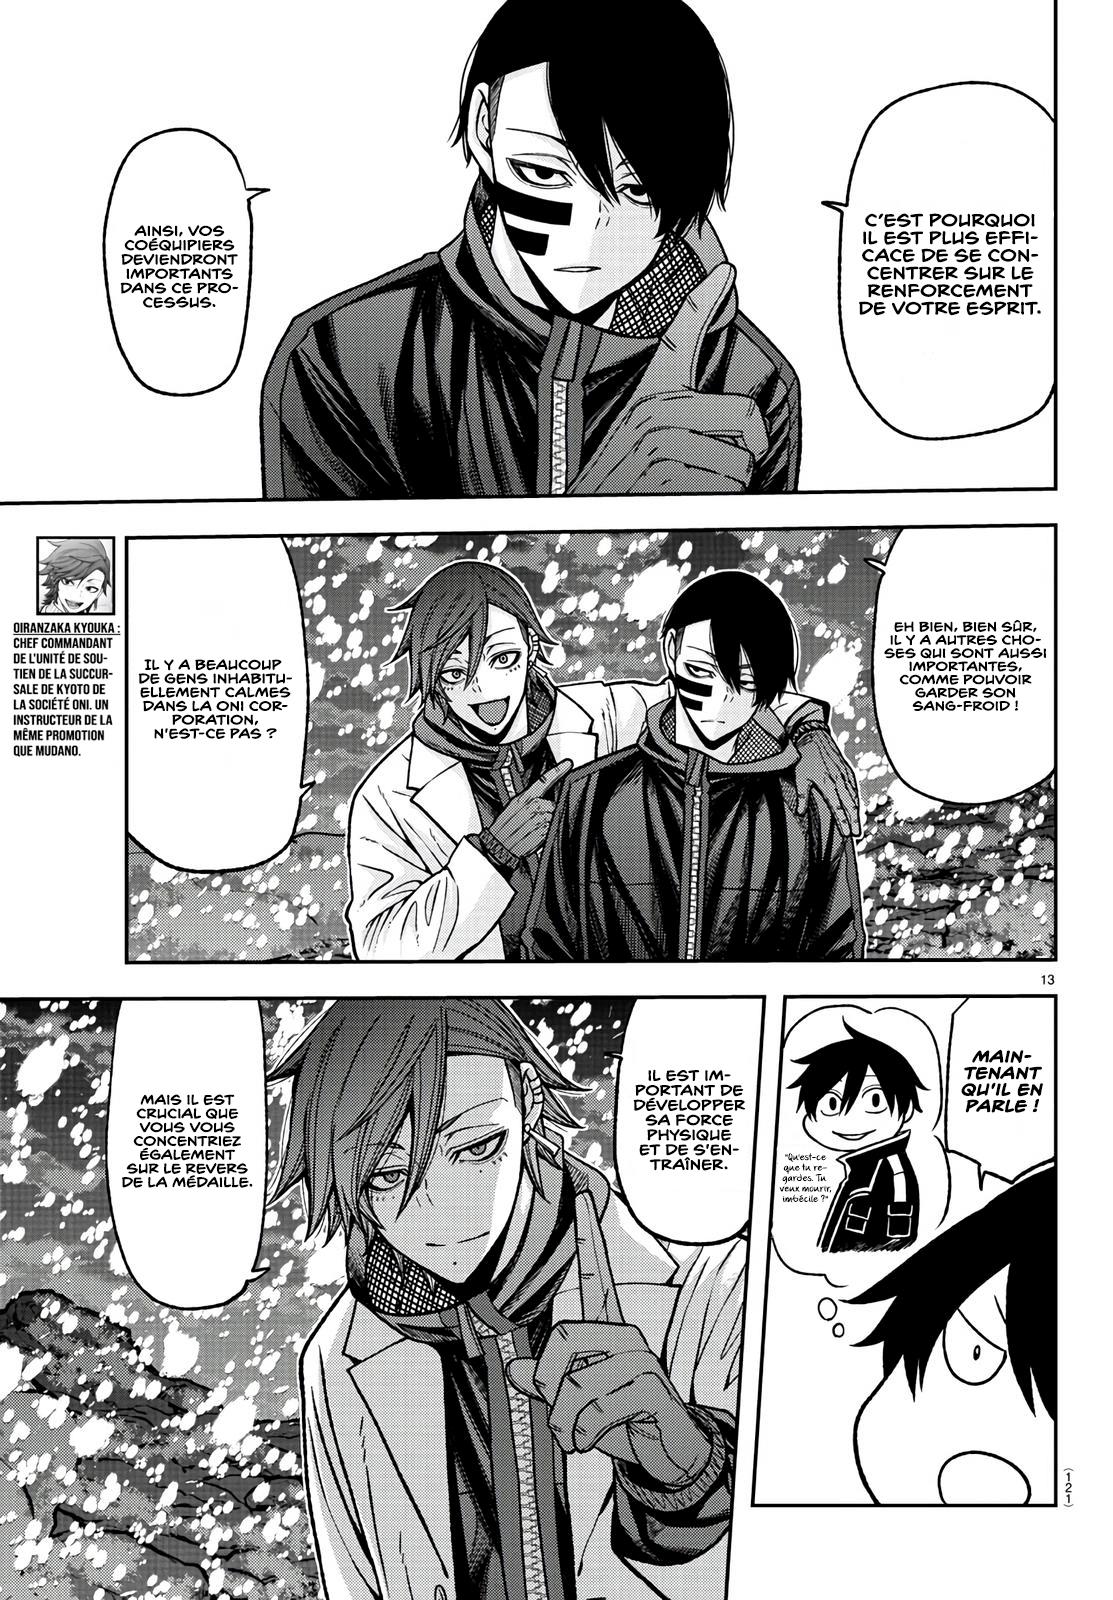 C'EST POURQUOI
IL EST PLUS EFFI-
CACE DE SE CON-
CENTRER SUR LE
RENFORCEMENT
DE VOTRE ESPRIT.
AINSI, VOS
COÉQUIPIERS
DEVIENDRONT
IMPORTANTS
DANS CE PRO-
CESSUS.
EH BIEN, BIEN SÛR,
IL Y A AUTRES CHO-
SES QUI SONT AUSSI
IMPORTANTES,
COMME POUVOIR
GARDER SON
SANG-FROID !
IL Y A BEAUCOUP
DE GENS INHABITU-
ELLEMENT CALMES
DANS LA ONI COR-
PORATION,
N'EST-CE PAS ?
OIRANZAKA KYOUKA :
CHEF COMMANDANT
DE L'UNITÉ DE SOU-
TIEN DE LA SUCCUR-
SALE DE KYOTO DE
LA SOCIÉTÉ ONI. UN
INSTRUCTEUR DE LA
MÊME PROMOTION
QUE MUDANO.
13
MAIN-
TENANT
QU'IL EN
PARLE !
"Qu'est-ce
que tu re-
gardes. Tu
veux mourir,
imbécile ?"
IL EST IM-
PORTANT DE
DÉVELOPPER
SA FORCE
PHYSIQUE
ET DE S'EN-
TRAÎNER.
MAIS IL EST
CRUCIAL QUE
VOUS VOUS
CONCENTRIEZ
ÉGALEMENT
SUR LE REVERS
DE LA MÉDAILLE.
(121)